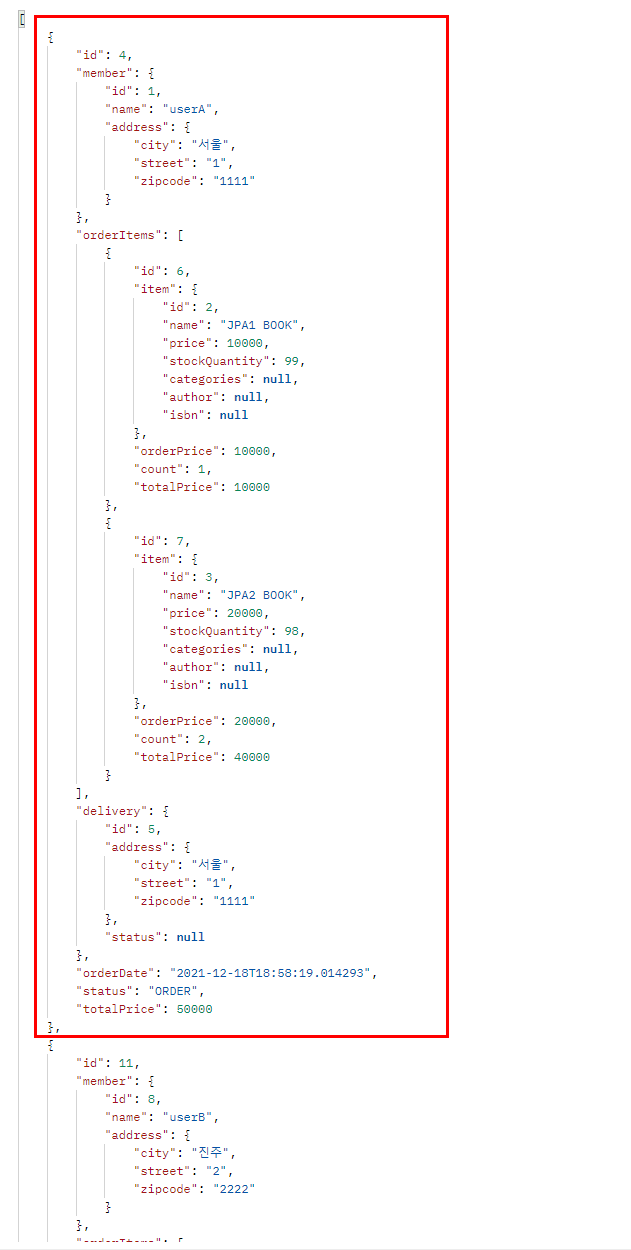 [
{
"id": 4,
"member": {
"id": 1,
"name": "userA",
"address": {
"city": "서울",
"street": "1",
"zipcode": "1111"
}
},
"orderItems": [
{
"id": 6,
"item": {
"id": 2,
"name": "JPA1 BOOK",
"price": 10000,
"stockQuantity": 99,
"categories": null,
"author": null,
"isbn": null
},
"orderPrice": 10000,
"count": 1,
"totalPrice": 10000
},
{
"id": 7,
"item": {
"id": 3,
"name": "JPA2 BOOK",
"price": 20000,
"stockQuantity": 98,
"categories": null,
"author": null,
"isbn": null
},
"orderPrice": 20000,
"count": 2,
"totalPrice": 40000
}
],
"delivery": {
"id": 5,
"address": {
"city": "서울",
"street": "1",
"zipcode": "1111"
},
"status": null
},
"orderDate": "2021-12-18T18:58:19.014293",
"status": "ORDER",
"totalPrice": 50000
},
{
"id": 11,
"member": {
"id": 8,
"name": "userB",
"address": {
"city": "진주",
"street": "2",
"zipcode": "2222"
}
},